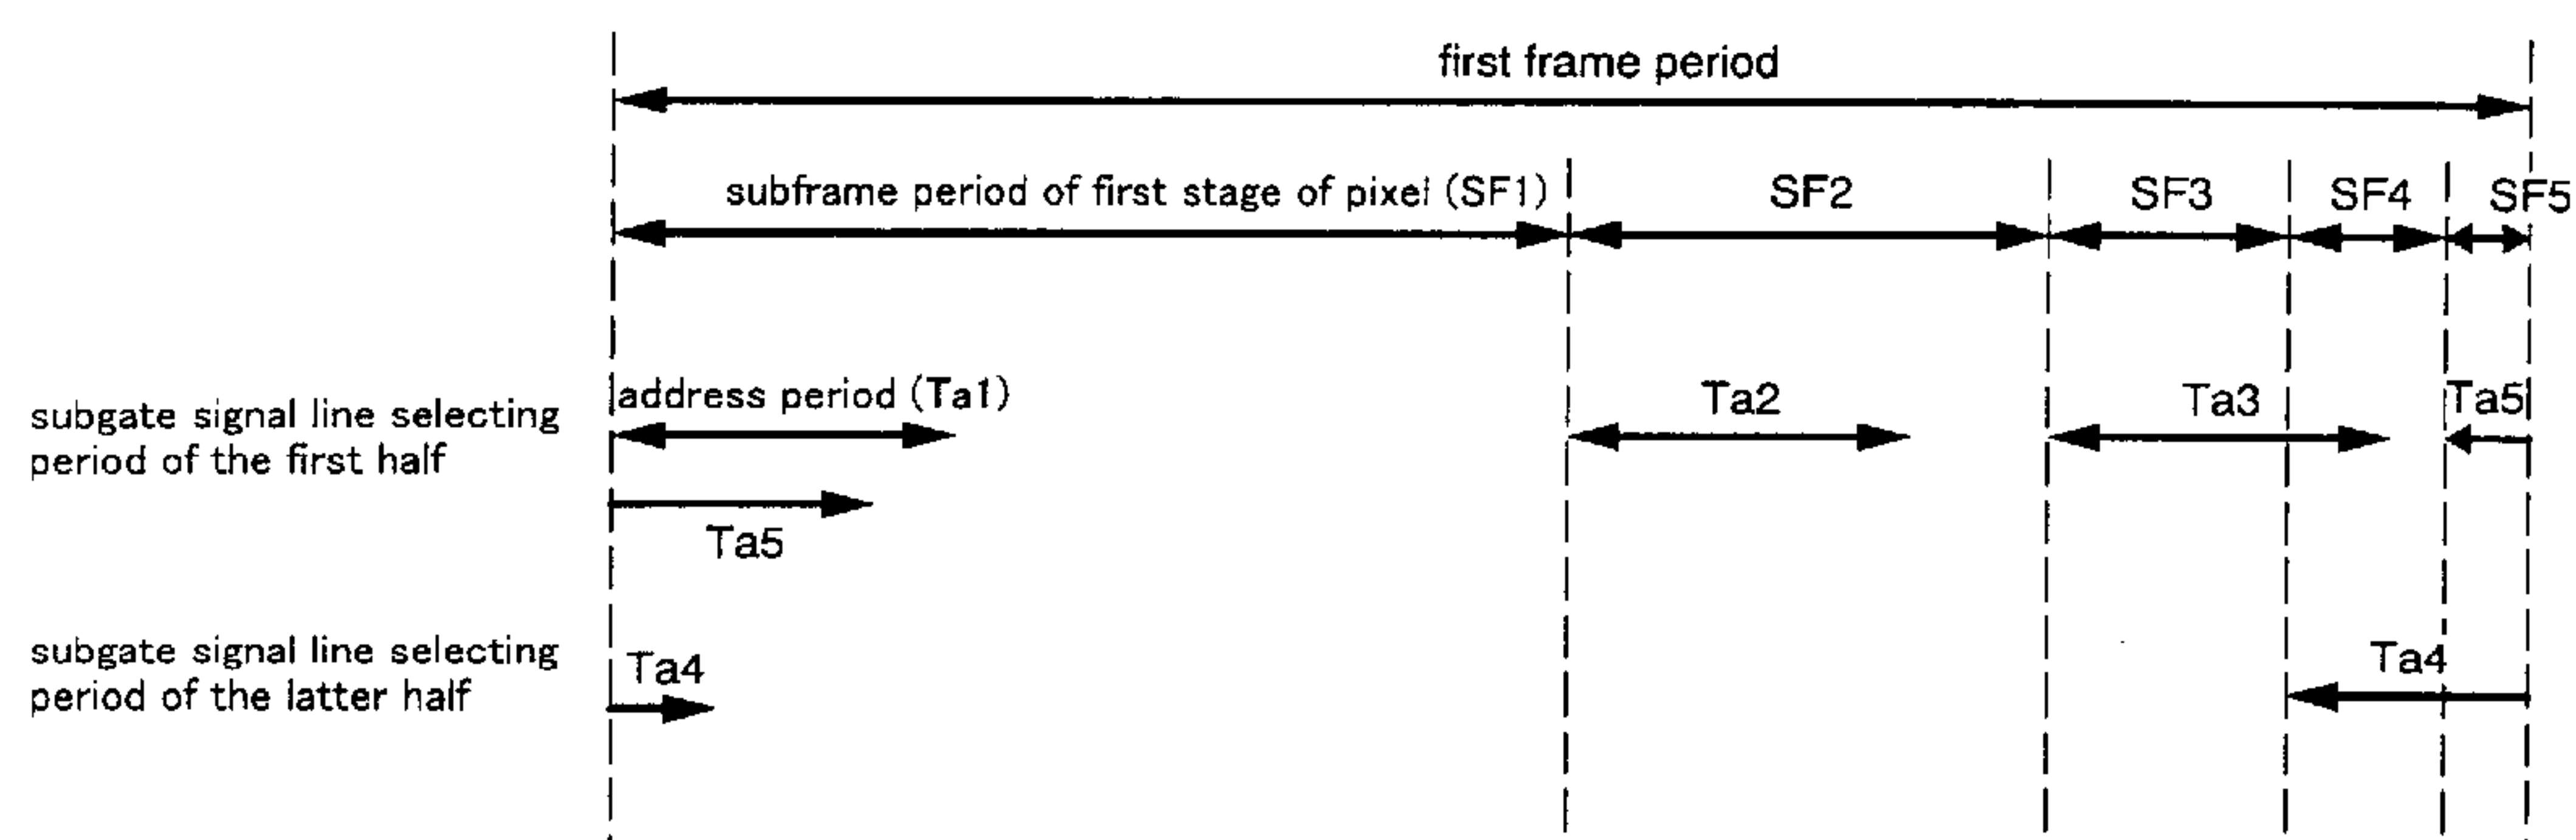 first frame period
subframe period of first stage of pixel (SF1)
SF2
SF3
SF4
SF5
subgate signal line selecting
period of the first half
address period (Ta1)
Ta2
Ta3
Ta5
Ta5
subgate signal line selecting
period of the latter half
Ta4
Ta4